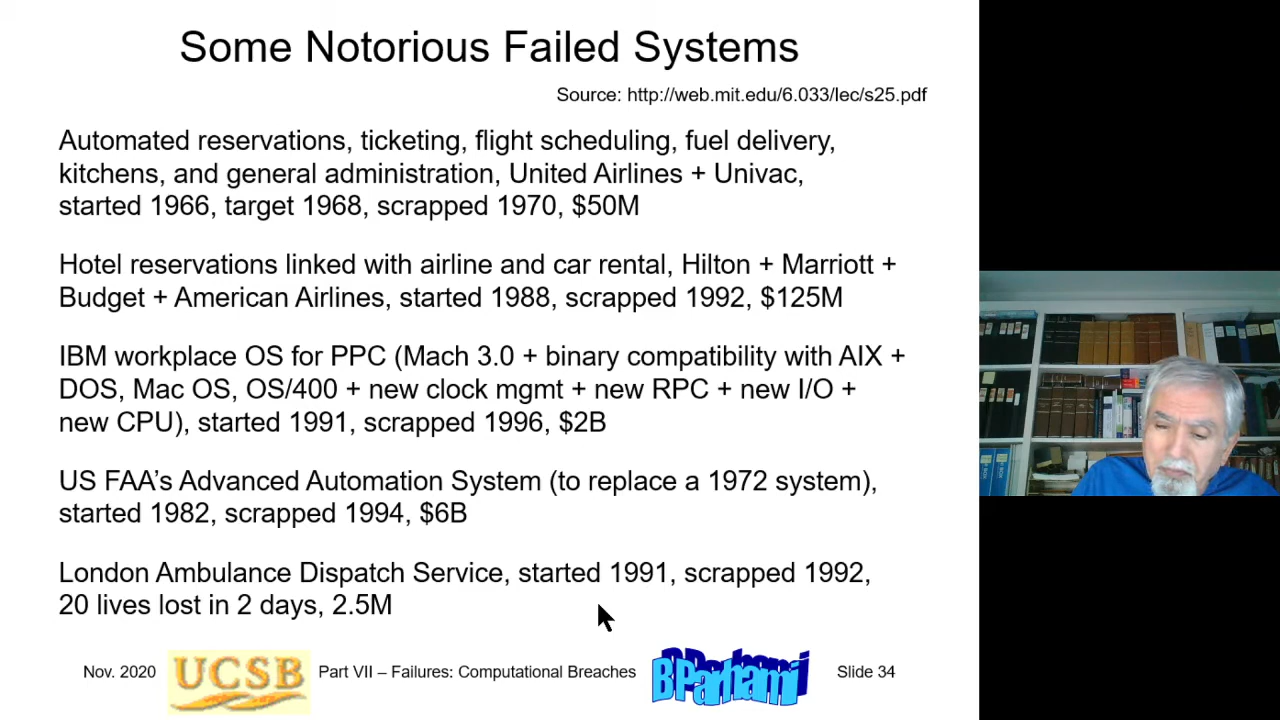 Some Notorious Failed Systems
Source: http://web.mit.edu/6.033/lec/s25.pdf
Automated reservations, ticketing, flight scheduling, fuel delivery,
kitchens, and general administration, United Airlines + Univac,
started 1966, target 1968, scrapped 1970, $50M
Hotel reservations linked with airline and car rental, Hilton + Marriott +
Budget + American Airlines, started 1988, scrapped 1992, $125M
IBM workplace OS for PPC (Mach 3.0 + binary compatibility with AIX +
DOS, Mac OS, OS/400 + new clock mgmt + new RPC + new I/O +
new CPU), started 1991, scrapped 1996, $2B
US FAA’s Advanced Automation System (to replace a 1972 system),
started 1982, scrapped 1994, $6B
London Ambulance Dispatch Service, started 1991, scrapped 1992,
20 lives lost in 2 days, 2.5M
Nov. 2020 UCSB Part VII – Failures: Computational Breaches B Parhami Slide 34